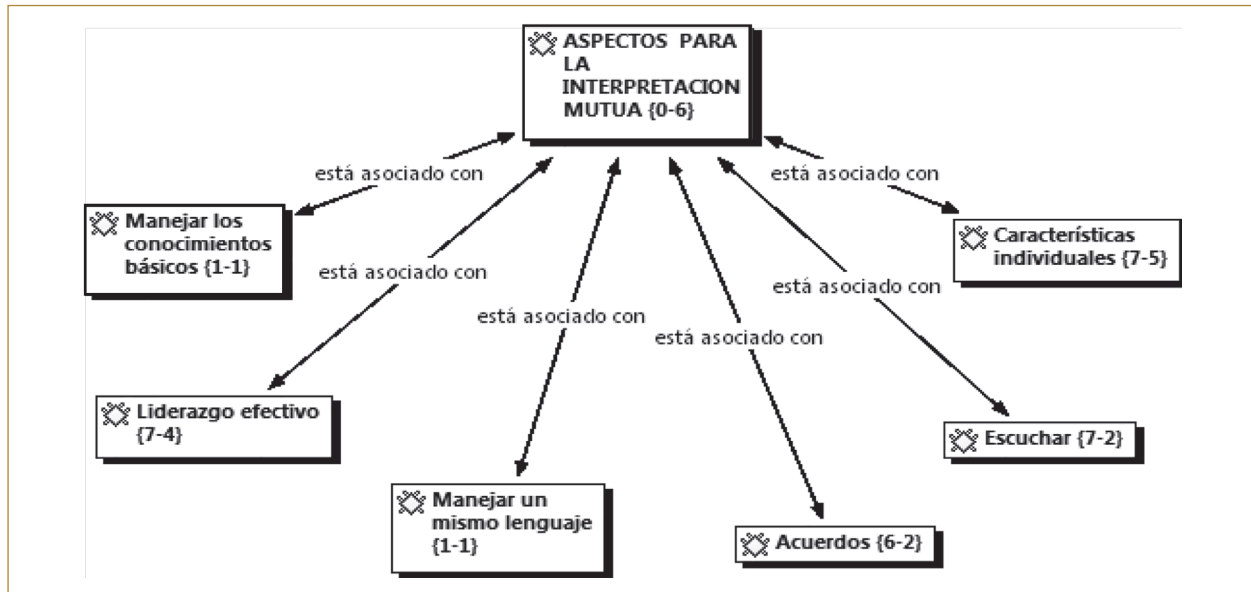 ASPECTOS PARA
LA
INTERPRETACION
MUTUA {0-6}
está asociado con
está asociado con
Manejar los
conocimientos
básicos {1-1}
Características
individuales {7-5}
está asociado con
está asociado con
está asociado con
está asociado con
Liderazgo efectivo
{7-4}
Escuchar {7-2}
Manejar un
mismo lenguaje
{1-1}
Acuerdos {6-2}